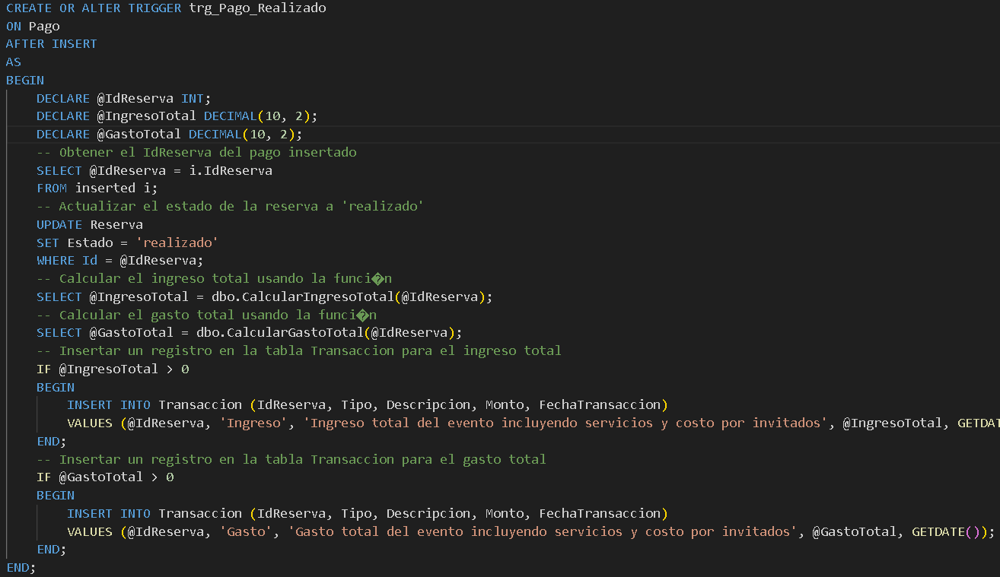 CREATE OR ALTER TRIGGER trg_Pago_Realizado
ON Pago
AFTER INSERT
AS
BEGIN
    DECLARE @IdReserva INT;
    DECLARE @IngresoTotal DECIMAL(10, 2);
    DECLARE @GastoTotal DECIMAL(10, 2);
    -- Obtener el IdReserva del pago insertado
    SELECT @IdReserva = i.IdReserva
    FROM inserted i;
    -- Actualizar el estado de la reserva a 'realizado'
    UPDATE Reserva
    SET Estado = 'realizado'
    WHERE Id = @IdReserva;
    -- Calcular el ingreso total usando la funci�n
    SELECT @IngresoTotal = dbo.CalcularIngresoTotal(@IdReserva);
    -- Calcular el gasto total usando la funci�n
    SELECT @GastoTotal = dbo.CalcularGastoTotal(@IdReserva);
    -- Insertar un registro en la tabla Transaccion para el ingreso total
    IF @IngresoTotal > 0
    BEGIN
        INSERT INTO Transaccion (IdReserva, Tipo, Descripcion, Monto, FechaTransaccion)
        VALUES (@IdReserva, 'Ingreso', 'Ingreso total del evento incluyendo servicios y costo por invitados', @IngresoTotal, GETDAT
    END;
    -- Insertar un registro en la tabla Transaccion para el gasto total
    IF @GastoTotal > 0
    BEGIN
        INSERT INTO Transaccion (IdReserva, Tipo, Descripcion, Monto, FechaTransaccion)
        VALUES (@IdReserva, 'Gasto', 'Gasto total del evento incluyendo servicios y costo por invitados', @GastoTotal, GETDATE());
    END;
END;